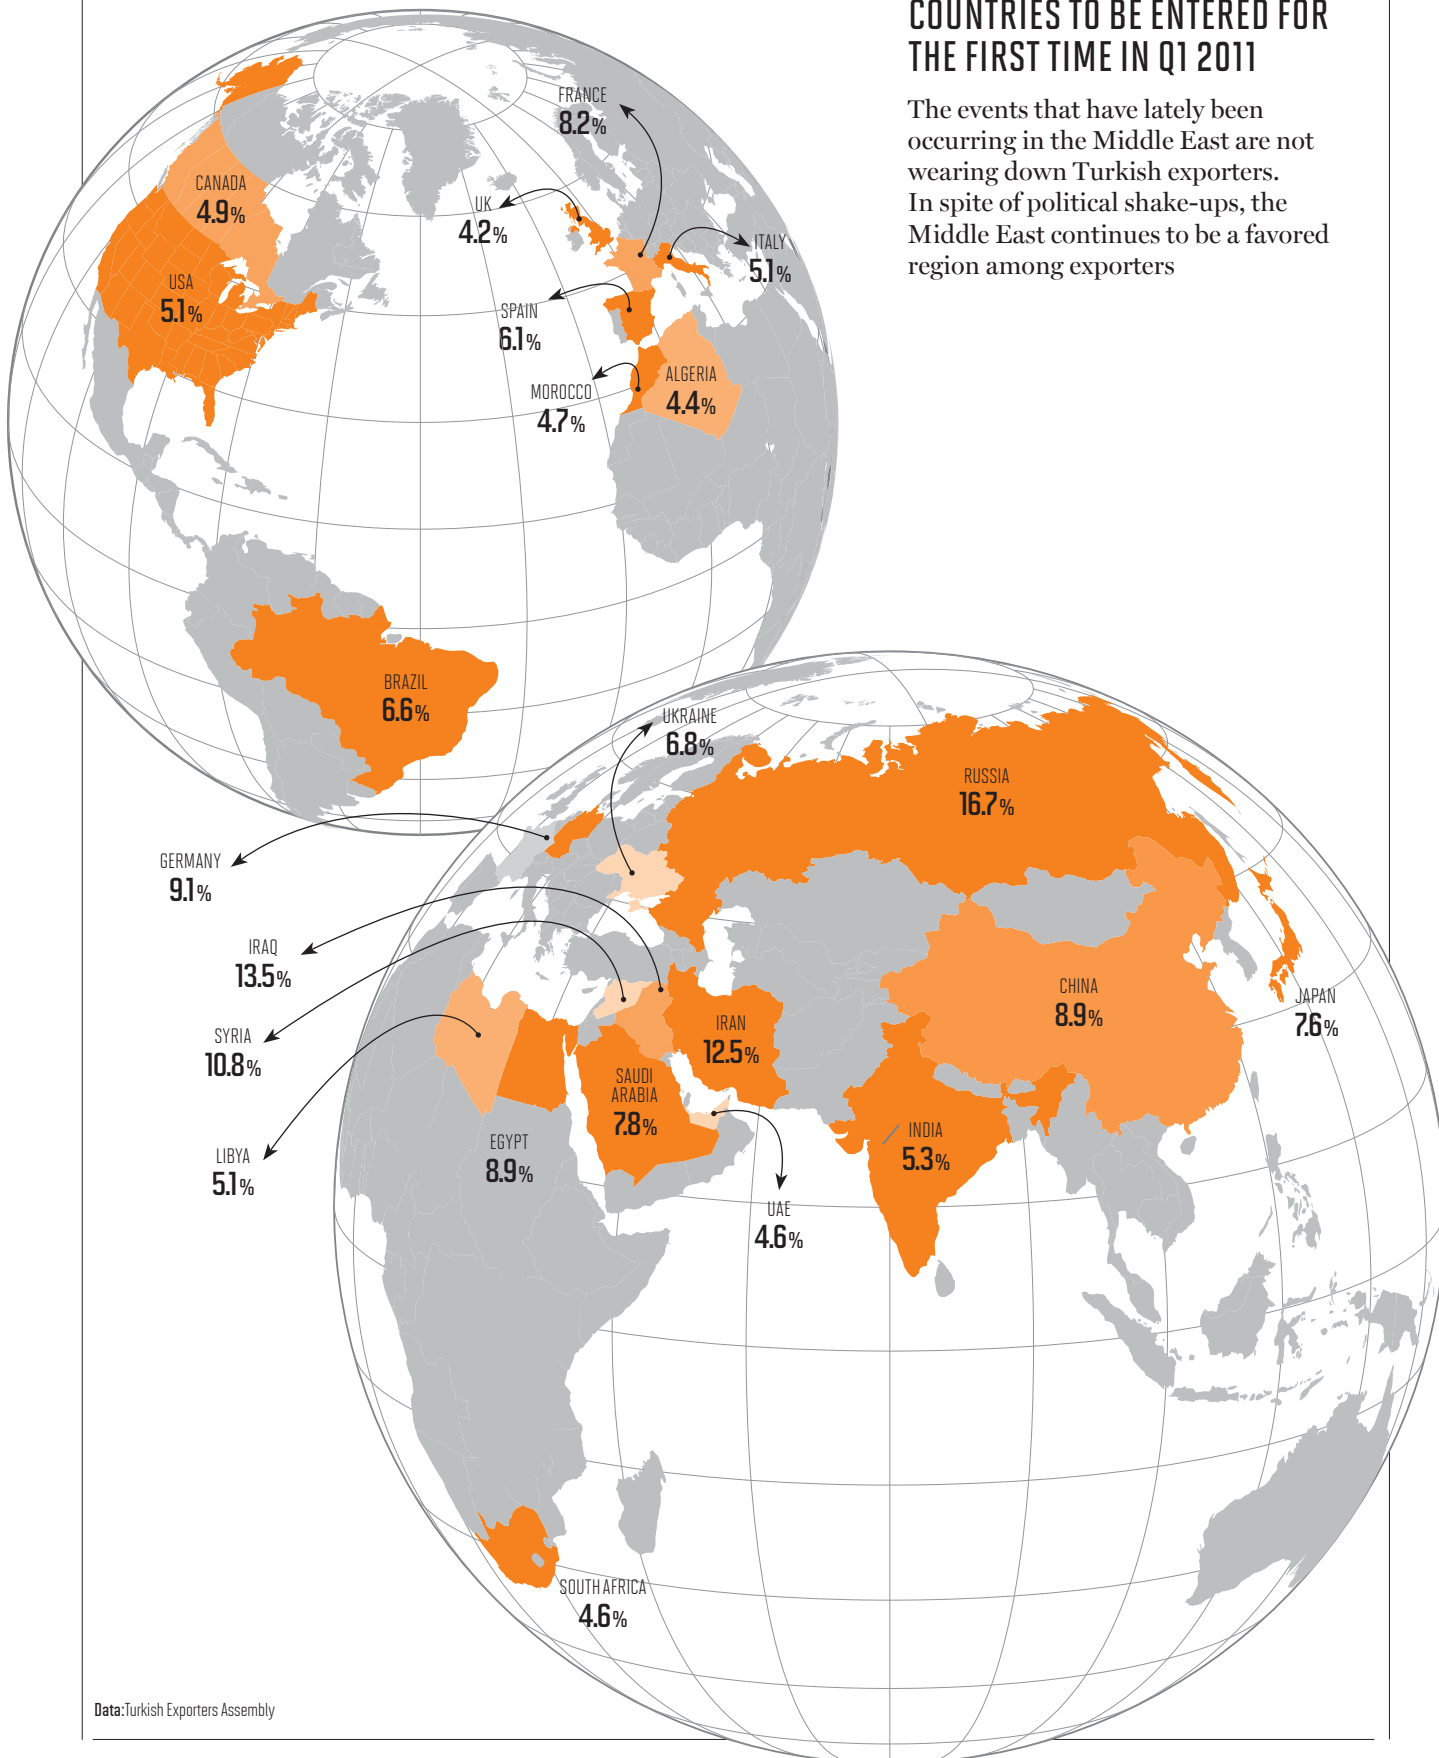 COUNTRIES TO BE ENTERED FOR
THE FIRST TIME IN Q1 2011
The events that have lately been
occurring in the Middle East are not
wearing down Turkish exporters.
In spite of political shake-ups, the
Middle East continues to be a favored
region among exporters
FRANCE
8.2%
CANADA
4.9%
UK
4.2%
ITALY
5.1%
USA
5.1%
SPAIN
6.1%
MOROCCO
4.7%
ALGERIA
4.4%
BRAZIL
6.6%
UKRAINE
6.8%
RUSSIA
16.7%
GERMANY
9.1%
IRAQ
13.5%
CHINA
8.9%
JAPAN
7.6%
SYRIA
10.8%
IRAN
12.5%
SAUDI
ARABIA
7.8%
EGYPT
8.9%
INDIA
5.3%
LIBYA
5.1%
UAE
4.6%
SOUTH AFRICA
4.6%
Data:Turkish Exporters Assembly